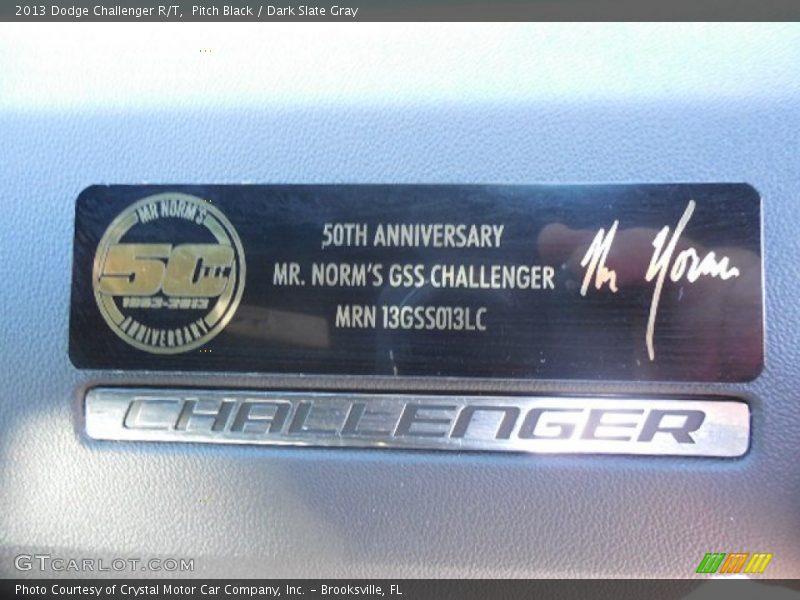 2013 Dodge Challenger R/T,  Pitch Black / Dark Slate Gray
MR NORM'S
50TH
1963-2013
ANNIVERSARY
50TH ANNIVERSARY
MR. NORM'S GSS CHALLENGER
MRN 13GSS013LC
Mr Norm
CHALLENGER
GTCARLOT.COM
Photo Courtesy of Crystal Motor Car Company, Inc. – Brooksville, FL